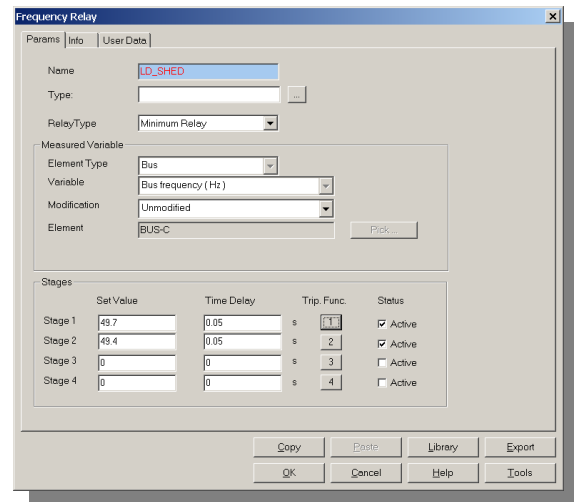 Frequency Relay
Params Info User Data
Name LD_SHED
Type: ...
RelayType Minimum Relay
Measured Variable
Element Type Bus
Variable Bus frequency ( Hz )
Modification Unmodified
Element BUS-C Pick...
Stages
Set Value Time Delay Trip. Func. Status
Stage 1 49.7 0.05 s 1 Active
Stage 2 49.4 0.05 s 2 Active
Stage 3 0 0 s 3 Active
Stage 4 0 0 s 4 Active
Copy Paste Library Export
OK Cancel Help Tools